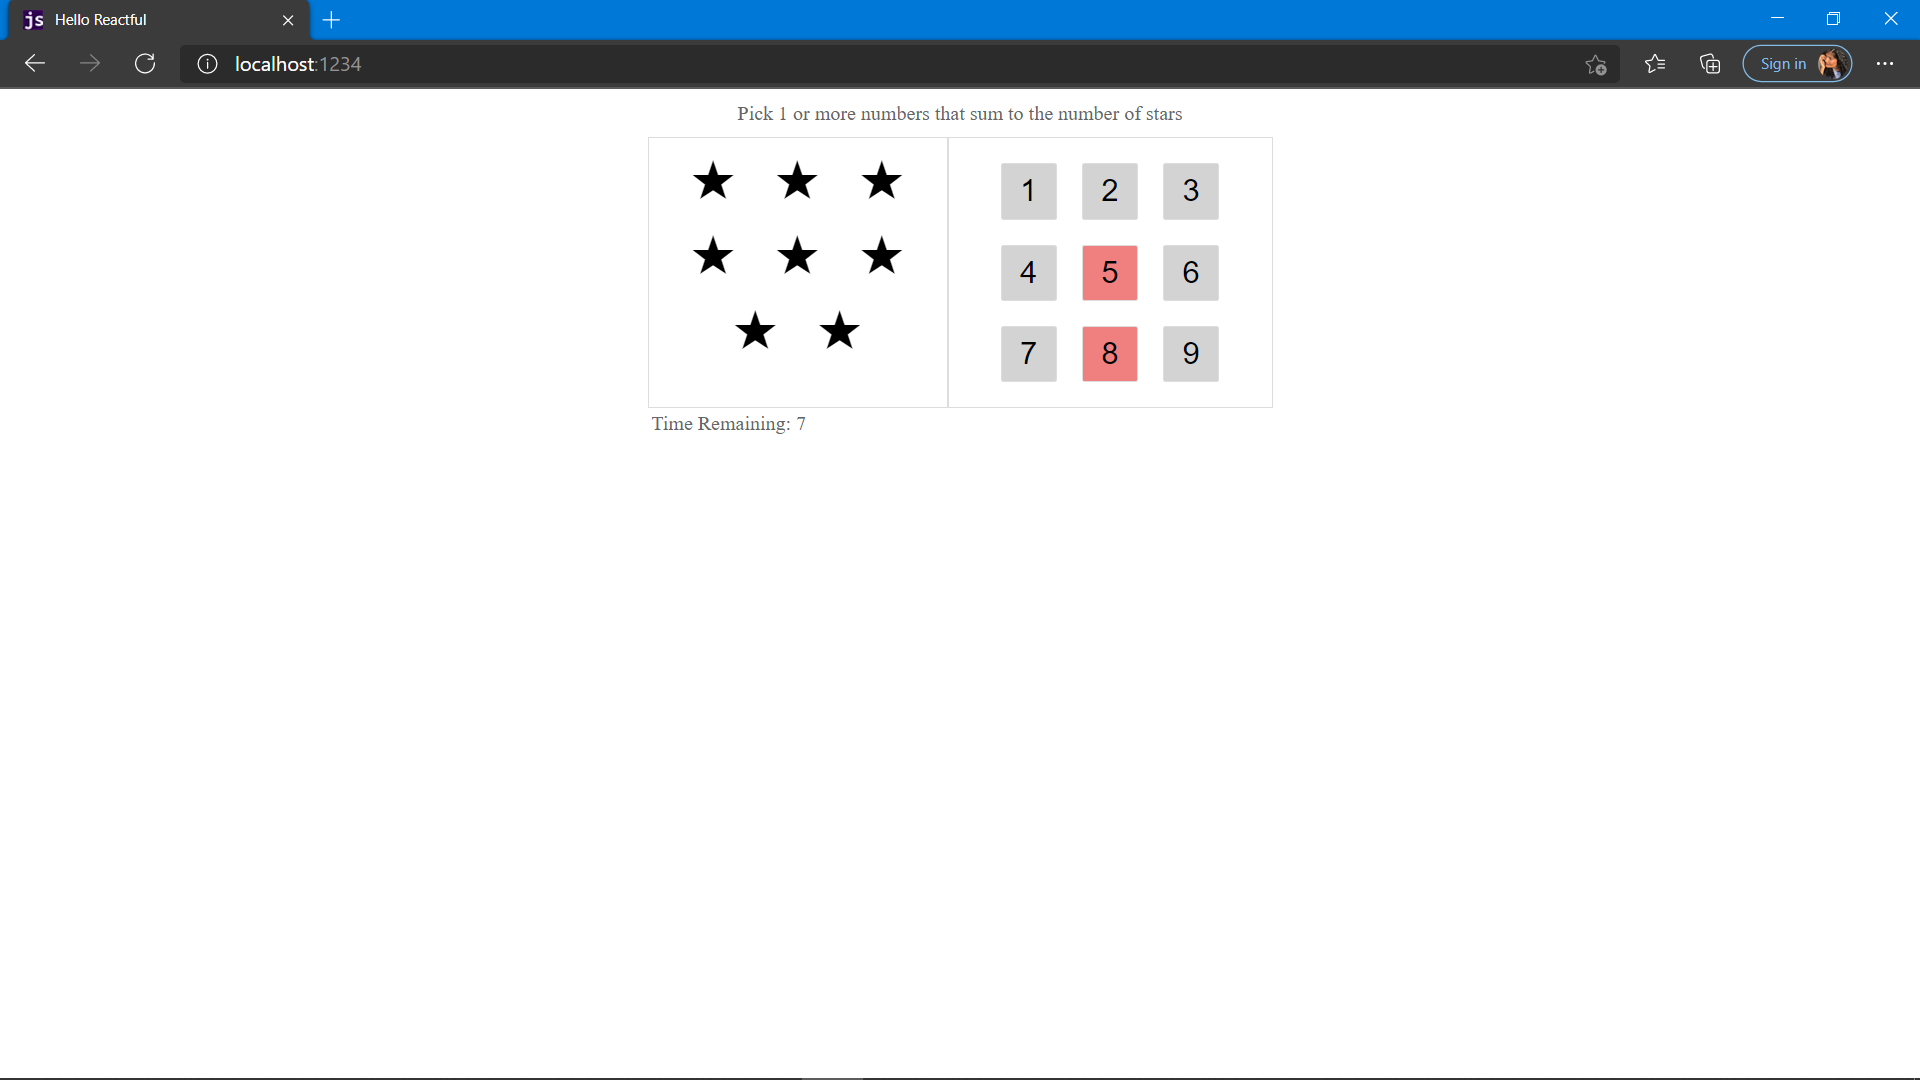 js Hello Reactful
localhost:1234
Sign in
Pick 1 or more numbers that sum to the number of stars
1 2 3
4 5 6
7 8 9
Time Remaining: 7